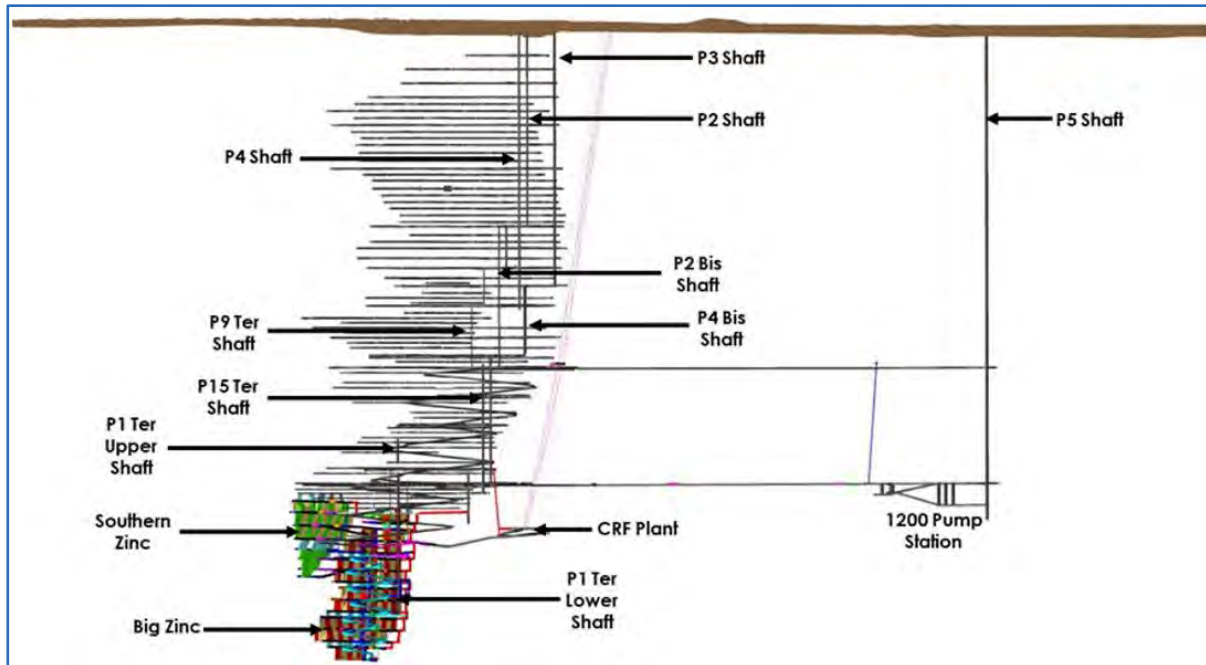 P3 Shaft
P2 Shaft
P5 Shaft
P4 Shaft
P2 Bis
Shaft
P9 Ter
Shaft
P4 Bis
Shaft
P15 Ter
Shaft
P1 Ter
Upper
Shaft
Southern
Zinc
CRF Plant
1200 Pump
Station
P1 Ter
Lower
Shaft
Big Zinc